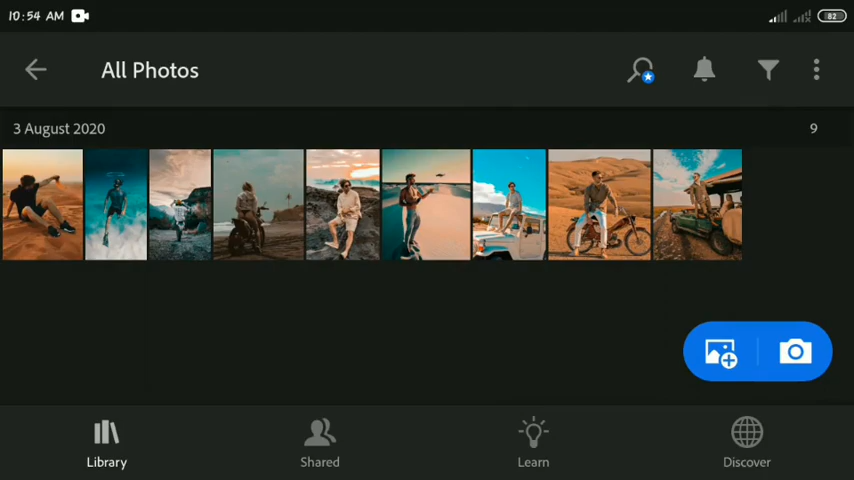 10:54 AM
82
All Photos
3 August 2020
9
Library
Shared
Learn
Discover